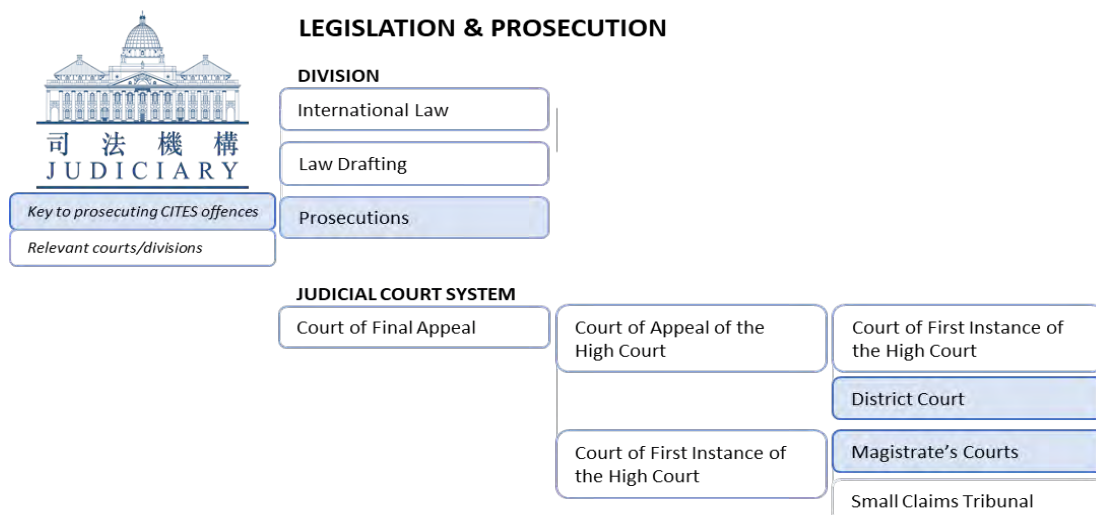 LEGISLATION & PROSECUTION
司法機構
JUDICIARY
Key to prosecuting CITES offences
Relevant courts/divisions
DIVISION
International Law
Law Drafting
Prosecutions
JUDICIAL COURT SYSTEM
Court of Final Appeal
Court of Appeal of the
High Court
Court of First Instance of
the High Court
Court of First Instance of
the High Court
District Court
Magistrate’s Courts
Small Claims Tribunal